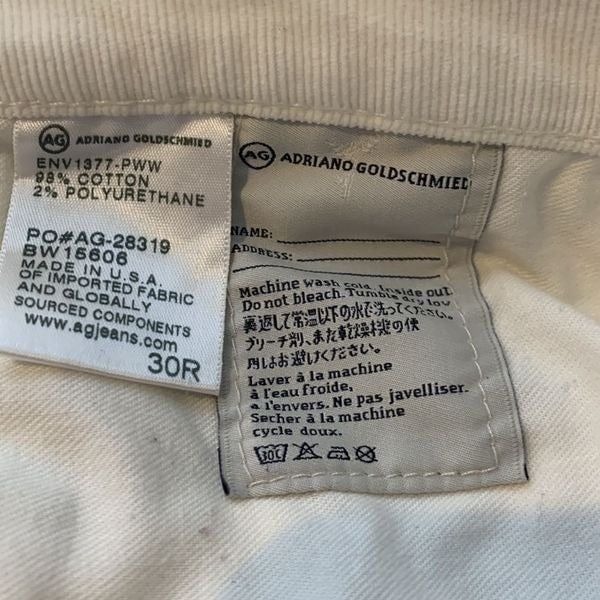 AG ADRIANO GOLDSCHMIED
ENV1377-PWW
98% COTTON
2% POLYURETHANE
PO#AG-28319
BW15606
MADE IN U.S.A.
OF IMPORTED FABRIC
AND GLOBALLY
SOURCED COMPONENTS
www.agjeans.com
30R
AG ADRIANO GOLDSCHMIED
NAME:
ADDRESS:
Machine wash cold. Inside out.
Do not bleach. Tumble dry low
裏返して常温以下の水で洗ってください。
ブリーチ剤、また乾燥機の使
用はお避けください。
Laver à la machine
à l'eau froide,
à l'envers. Ne pas javelliser.
Secher à la machine
cycle doux.
30C